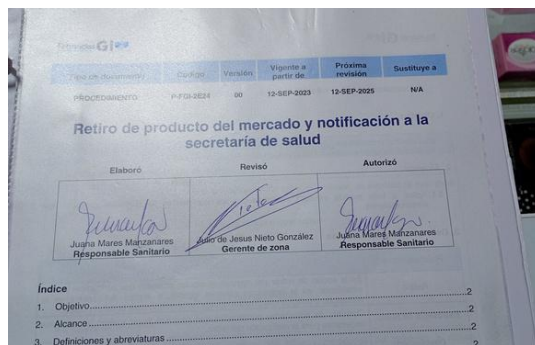 Farmacias Gi
Tipo de documento Código Versión Vigente a partir de Próxima revisión Sustituye a
PROCEDIMIENTO 00 12-SEP-2023 12-SEP-2025 N/A
Retiro de producto del mercado y notificación a la
secretaría de salud
Elaboró Revisó Autorizó
Juana Mares Manzanares Julio de Jesus Nieto González Juana Mares Manzanares
Responsable Sanitario Gerente de zona Responsable Sanitario
Índice
1. Objetivo 2
2. Alcance 2
3. Definiciones y abreviaturas 2